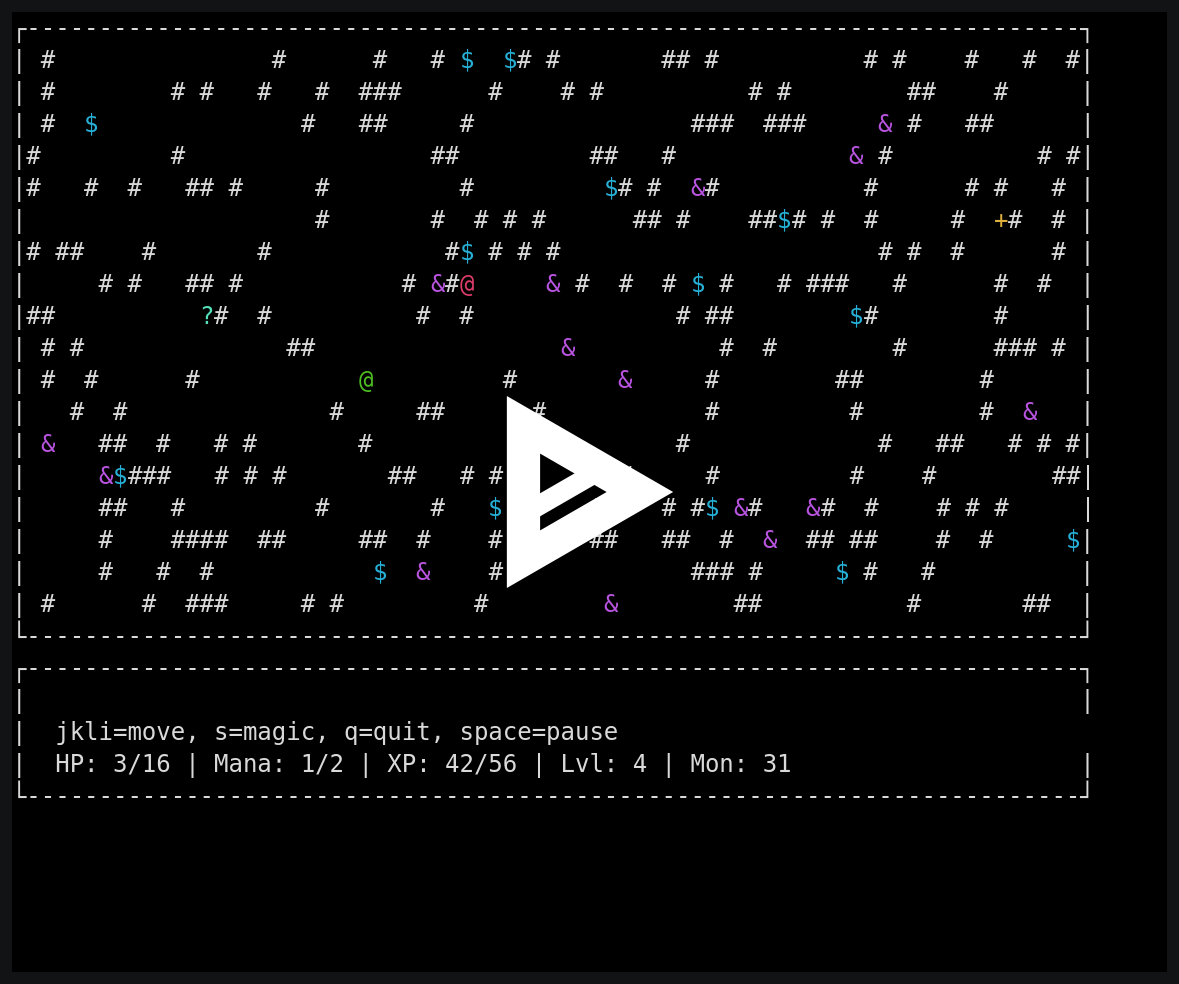 # # # # $ $# # ## # # # # # #
# # # # # ### # # # # # ## #
# $ # ## # ### ### & # ##
# # ## ## # & # # #
# # # ## # # # $# # &# # # # #
# # # # # ## # ##$# # # # +# #
# ## # # #$ # # # # # # #
# # ## # # &#@ & # # # $ # # ### # # #
## ?# # # # # ## $# #
# # ## & # # # ### #
# # # @ # & # ## #
# # # ## # # # # &
& ## # # # # # # ## # # #
&$### # # # ## # # # # # ##
## # # # $ # #$ &# &# # # # #
# #### ## ## # # ## ## # & ## ## # # $
# # # $ & # ### # $ # #
# # ### # # # & ## # ##
jkli=move, s=magic, q=quit, space=pause
HP: 3/16 | Mana: 1/2 | XP: 42/56 | Lvl: 4 | Mon: 31